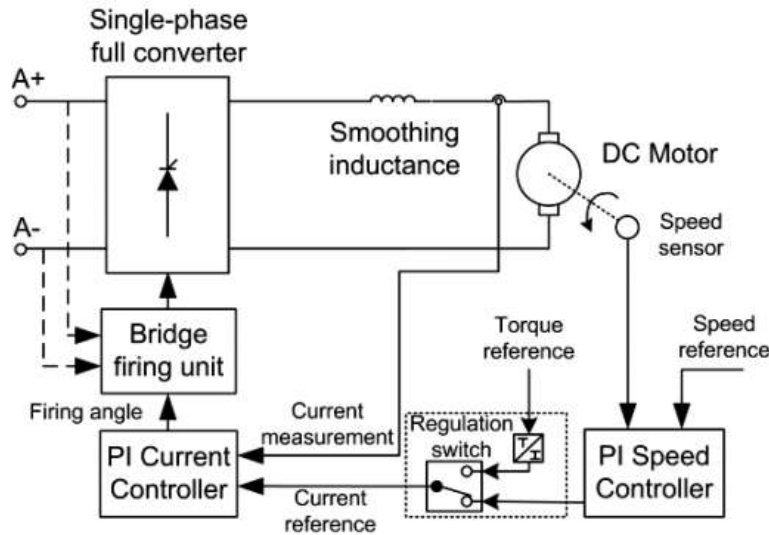 Single-phase
full converter
A+
Smoothing
inductance
DC Motor
A-
Speed
sensor
Bridge
firing unit
Torque
reference
Speed
reference
Firing angle
Current
measurement
Regulation
switch
T
I
PI Current
Controller
Current
reference
PI Speed
Controller